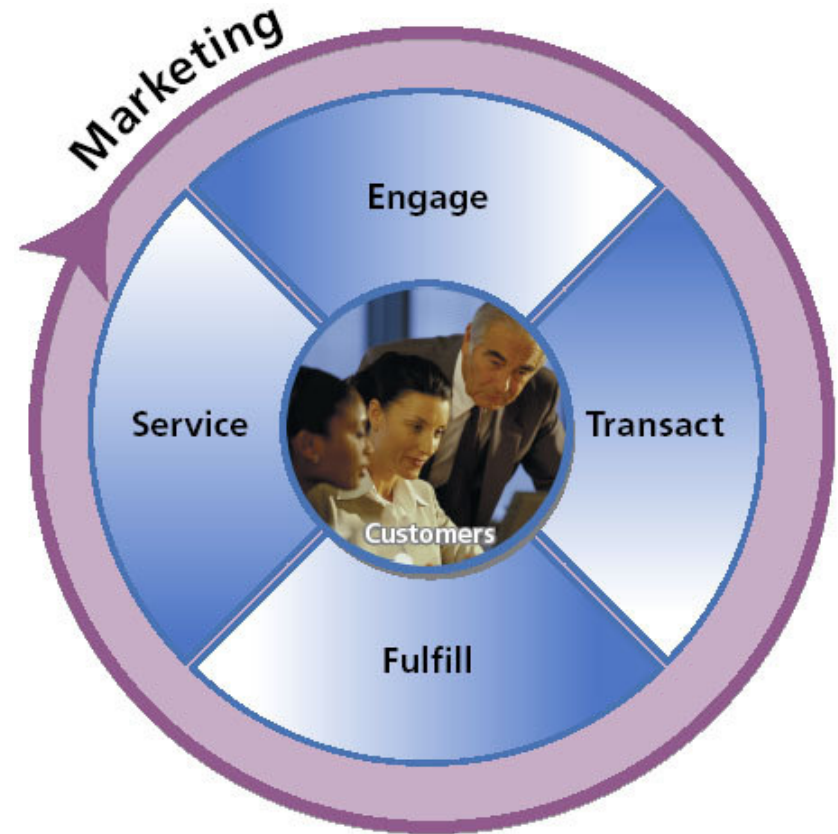 Marketing
Engage
Service
Transact
Customers
Fulfill